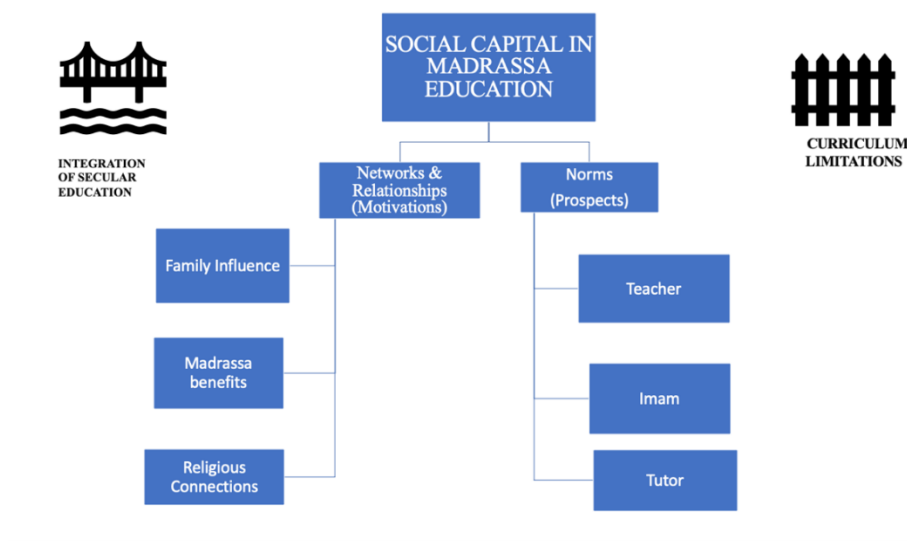 SOCIAL CAPITAL IN
MADRASSA
EDUCATION
INTEGRATION
OF SECULAR
EDUCATION
CURRICULUM
LIMITATIONS
Networks &
Relationships
(Motivations)
Norms
(Prospects)
Family Influence
Teacher
Madrassa
benefits
Imam
Religious
Connections
Tutor